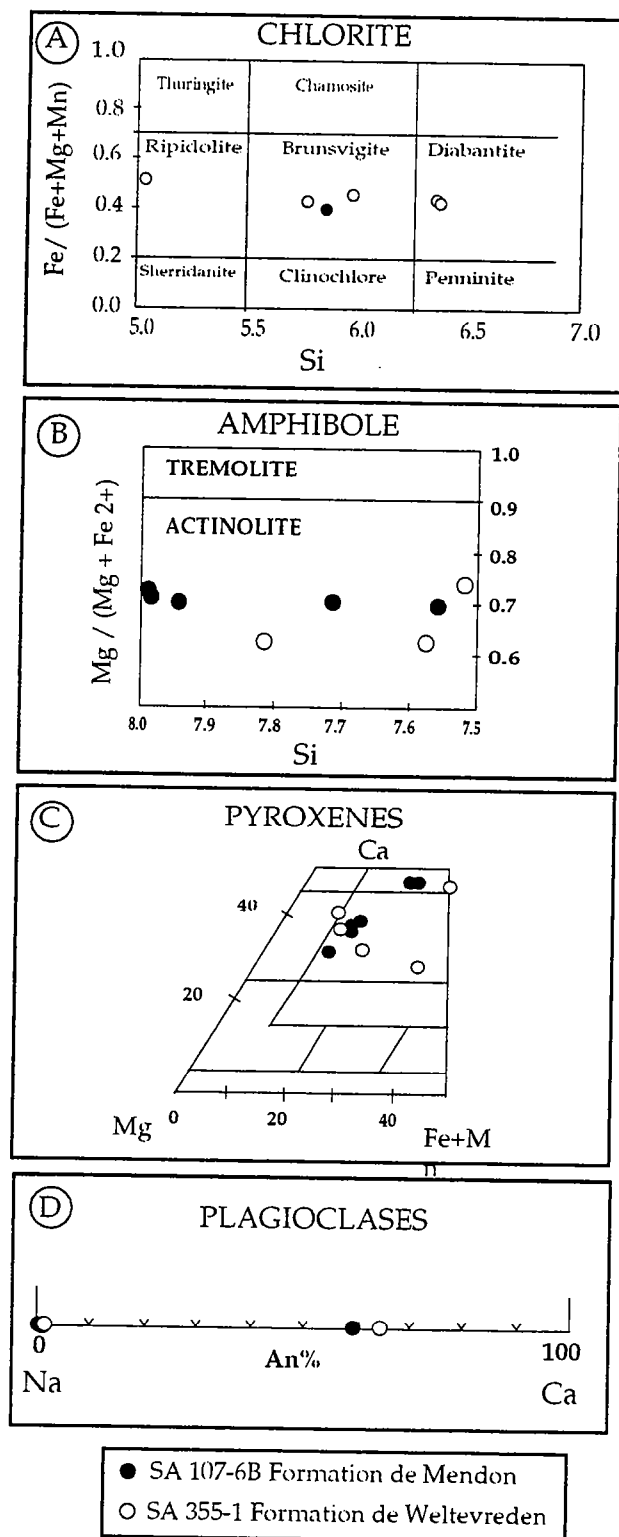 A CHLORITE
Fe/ (Fe+Mg+Mn)
1.0
0.8
0.6
0.4
0.2
0.0
Thuringite Chamosite
Ripidolite Brunsvigite Diabantite
Sherridanite Clinochlore Penninite
5.0 5.5 6.0 6.5 7.0
Si
B AMPHIBOLE
Mg / (Mg + Fe 2+)
TREMOLITE
ACTINOLITE
1.0
0.9
0.8
0.7
0.6
8.0 7.9 7.8 7.7 7.6 7.5
Si
C PYROXENES
Ca
40
20
0 20 40
Mg Fe+M
n
D PLAGIOCLASES
0 An% 100
Na Ca
SA 107-6B Formation de Mendon
SA 355-1 Formation de Weltevreden